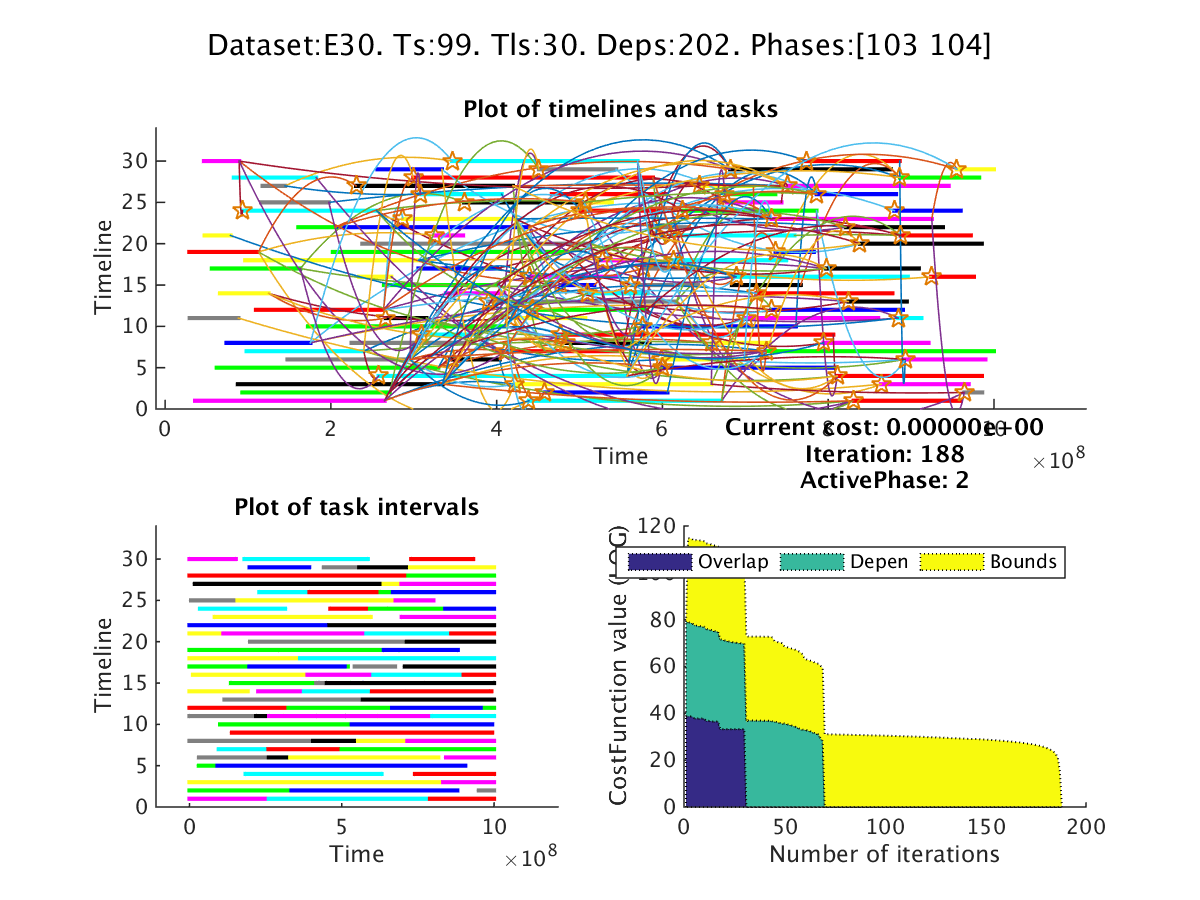 Dataset:E30. Ts:99. Tls:30. Deps:202. Phases:[103 104]
Plot of timelines and tasks
Timeline
30
25
20
15
10
5
0
0 2 4 6 8 10
Time
×10^8
Current cost: 0.00000e+00
Iteration: 188
ActivePhase: 2
Plot of task intervals
Timeline
30
25
20
15
10
5
0
0 5 10
Time
×10^8
CostFunction value
120
Overlap Depen Bounds
80
60
40
20
0
0 50 100 150 200
Number of iterations